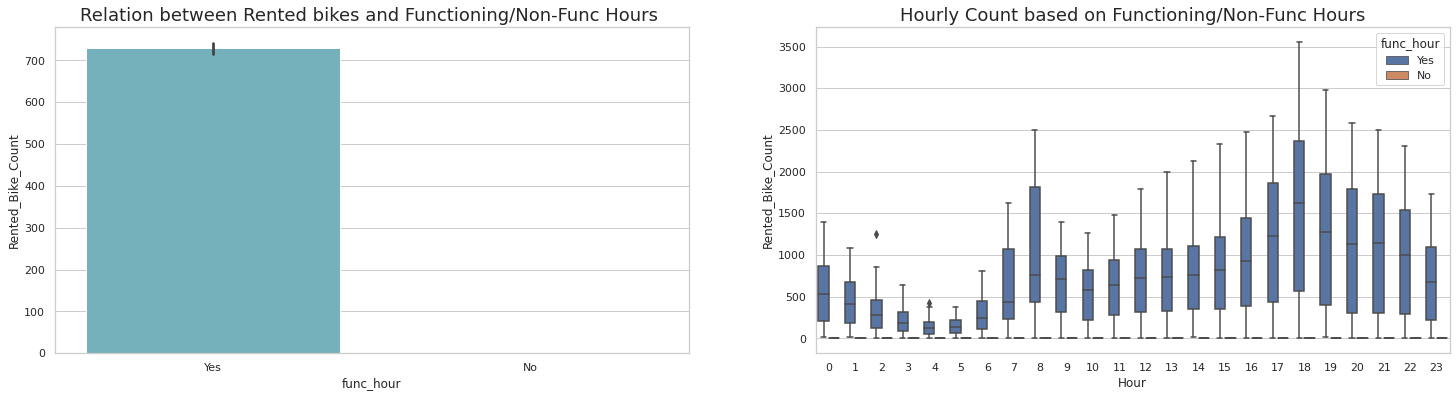 Relation between Rented bikes and Functioning/Non-Func Hours
Rented_Bike_Count
700
600
500
400
300
200
100
0
Yes No
func_hour
Hourly Count based on Functioning/Non-Func Hours
Rented_Bike_Count
3500
3000
2500
2000
1500
1000
500
0
func_hour
Yes
No
0 1 2 3 4 5 6 7 8 9 10 11 12 13 14 15 16 17 18 19 20 21 22 23
Hour